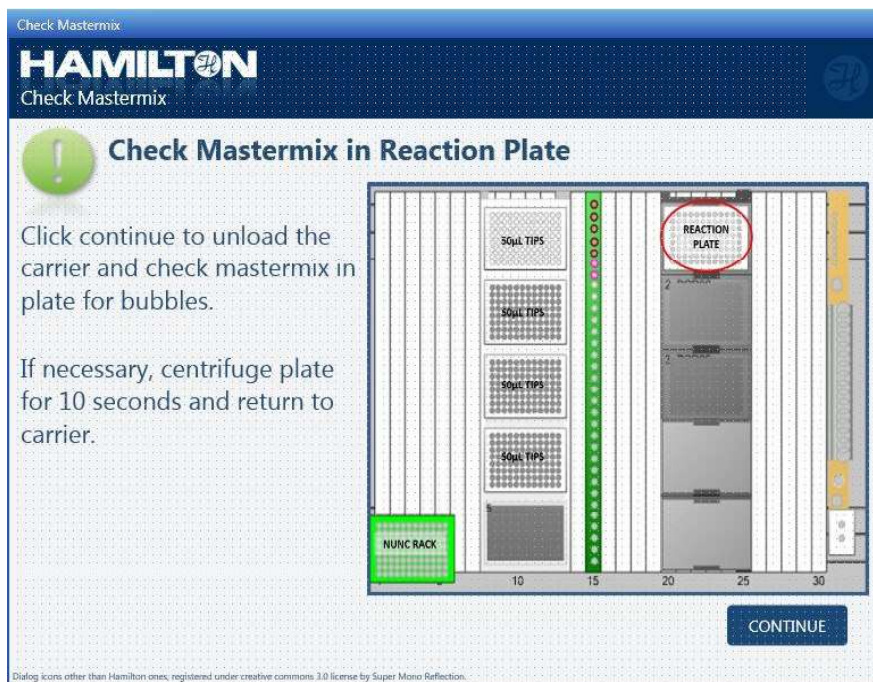 Check Mastermix
HAMILTON
Check Mastermix
Check Mastermix in Reaction Plate
Click continue to unload the
carrier and check mastermix in
plate for bubbles.
If necessary, centrifuge plate
for 10 seconds and return to
carrier.
50µL TIPS
REACTION
PLATE
2
50µL TIPS
2
50µL TIPS
50µL TIPS
5
NUNC RACK
10 15 20 25 30
CONTINUE
Dialog icons other than Hamilton ones, registered under creative commons 3.0 license by Super Mono Reflection.